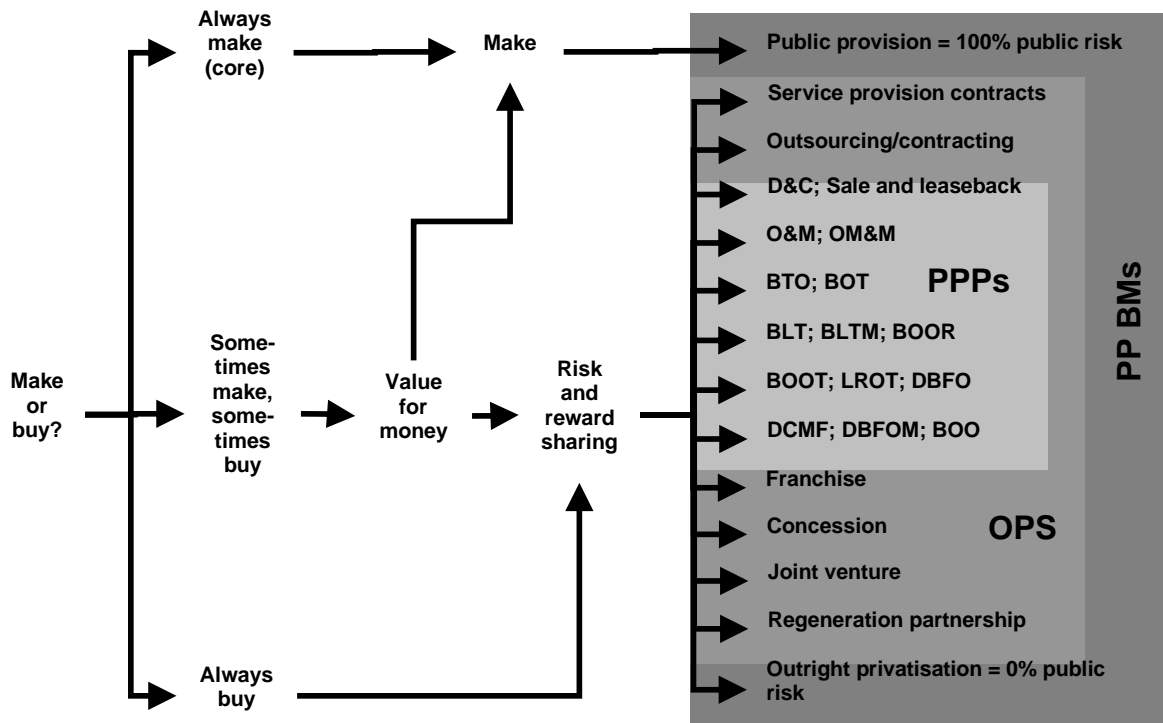 Make
or
buy?
Always
make
(core)
Some-
times
make,
some-
times
buy
Always
buy
Make
Value
for
money
Risk
and
reward
sharing
Public provision = 100% public risk
Service provision contracts
Outsourcing/contracting
D&C; Sale and leaseback
O&M; OM&M
BTO; BOT
BLT; BLTM; BOOR
BOOT; LROT; DBFO
DCMF; DBFOM; BOO
Franchise
Concession
Joint venture
Regeneration partnership
Outright privatisation = 0% public
risk
PPPs
OPS
PP BMs